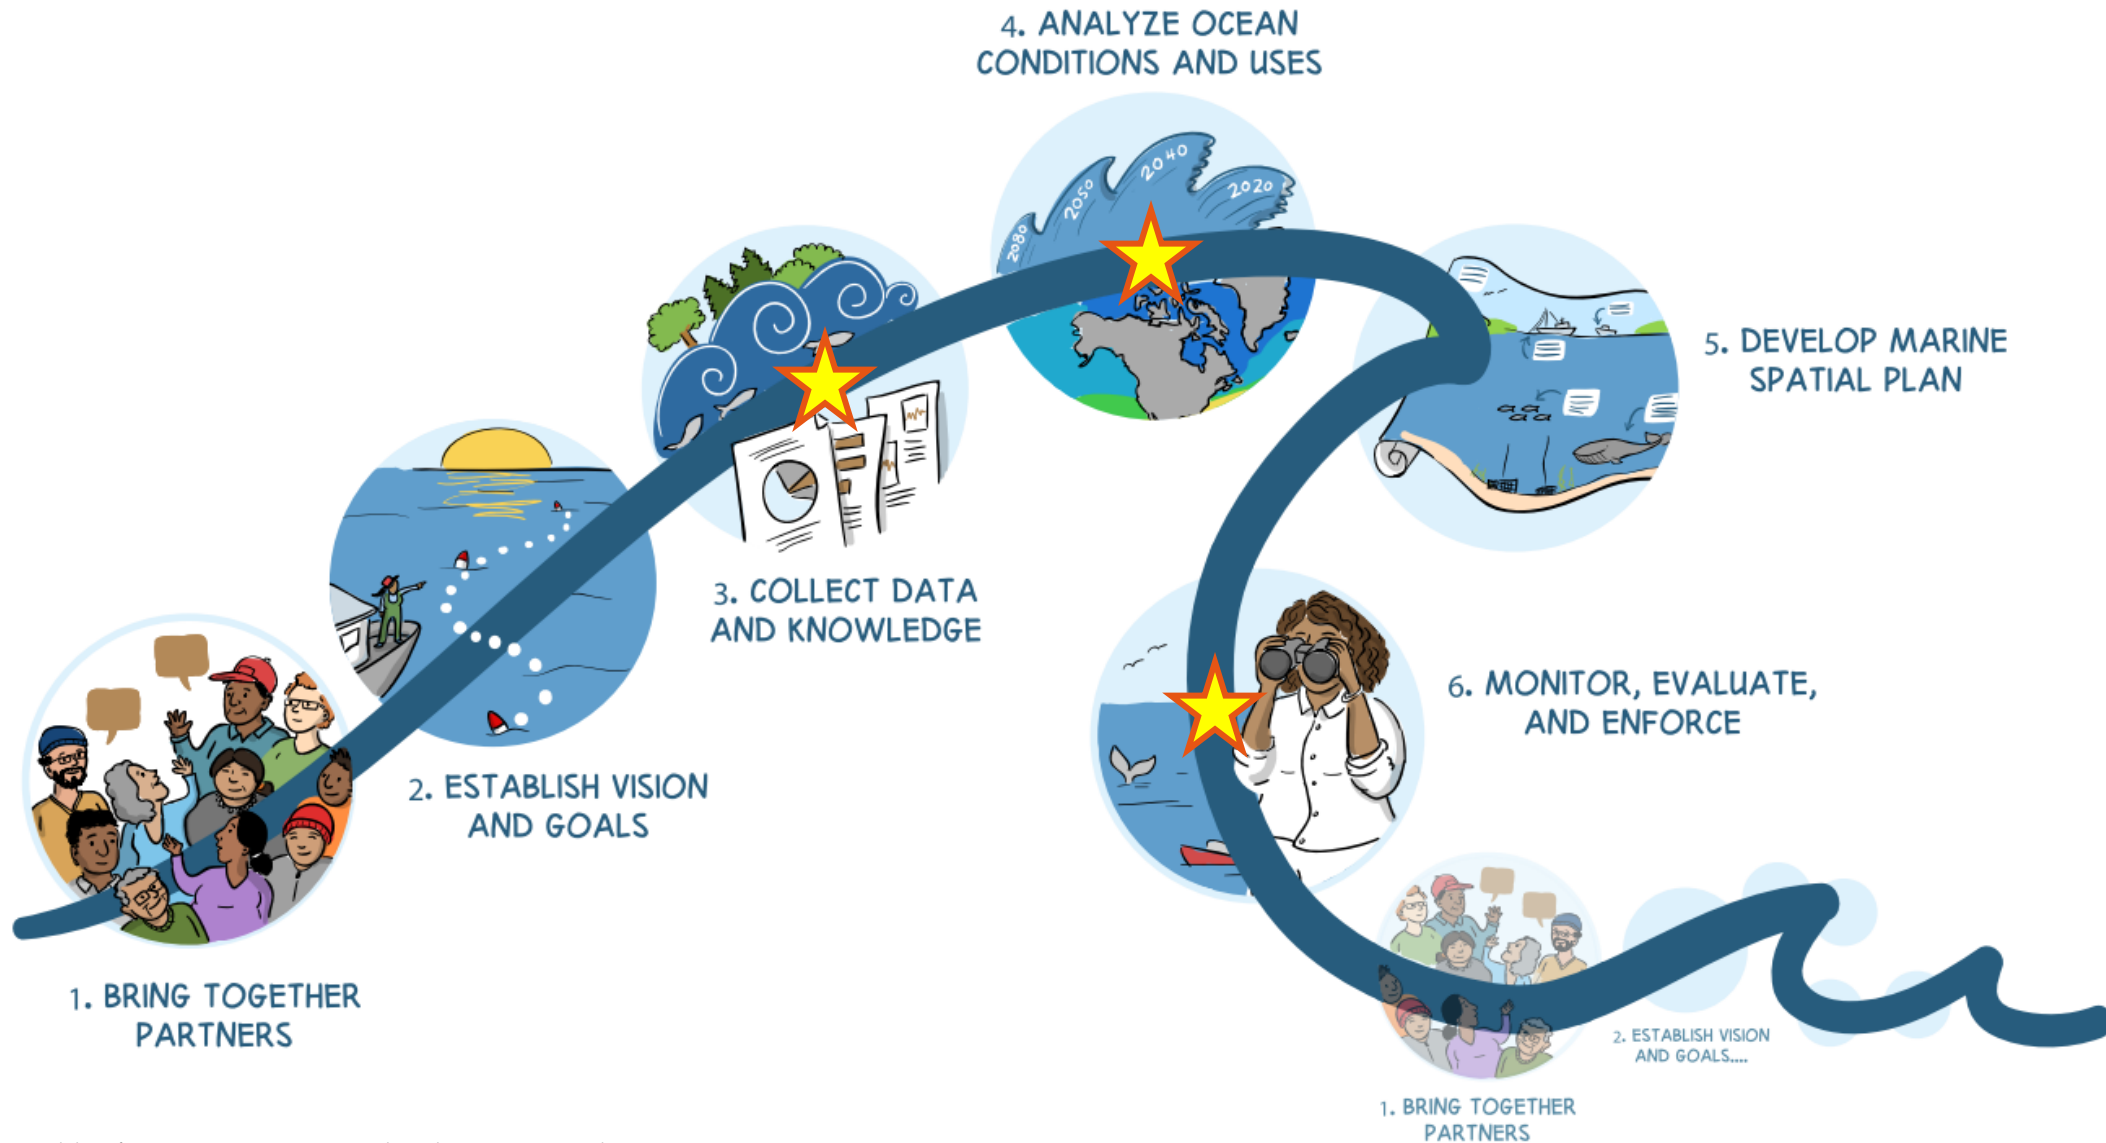 4. ANALYZE OCEAN
CONDITIONS AND USES
2080
2050
2040
2020
5. DEVELOP MARINE
SPATIAL PLAN
3. COLLECT DATA
AND KNOWLEDGE
6. MONITOR, EVALUATE,
AND ENFORCE
2. ESTABLISH VISION
AND GOALS
1. BRING TOGETHER
PARTNERS
2. ESTABLISH VISION
AND GOALS....
1. BRING TOGETHER
PARTNERS